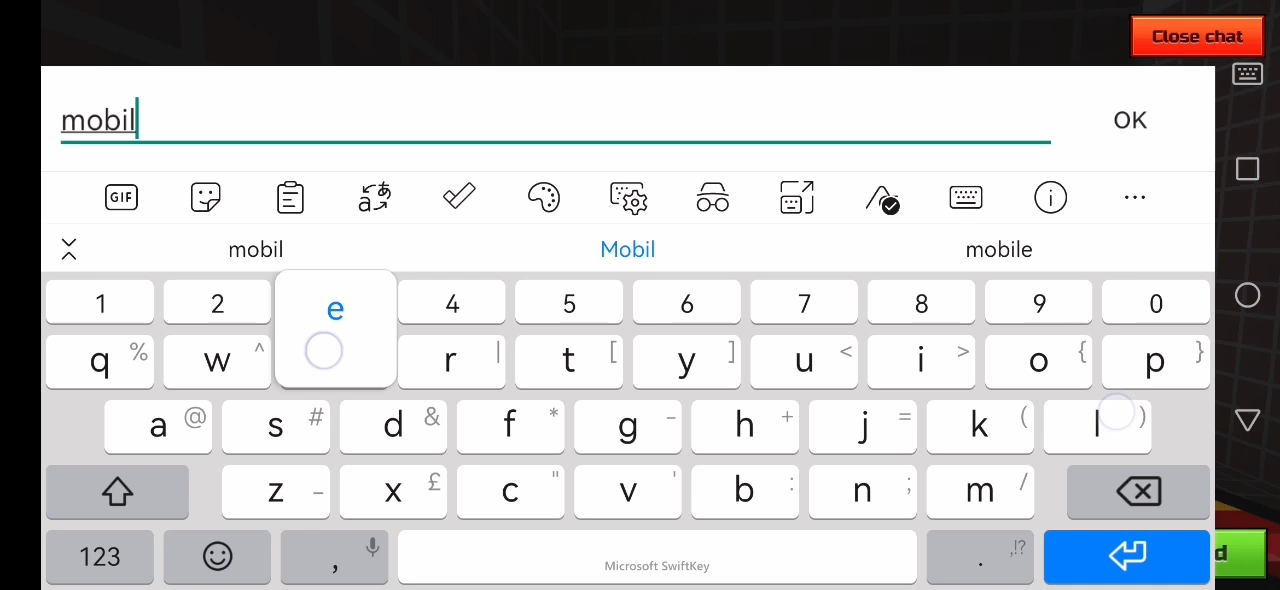 Close chat
mobil
OK
GIF
mobil Mobil mobile
1 2 e 4 5 6 7 8 9 0
q % w ^ r | t [ y ] u < i > o { p }
a @ s # d & f * g - h + j = k ( l )
z _ x £ c " v ' b : n ; m /
123 , Microsoft SwiftKey . ,!?
d